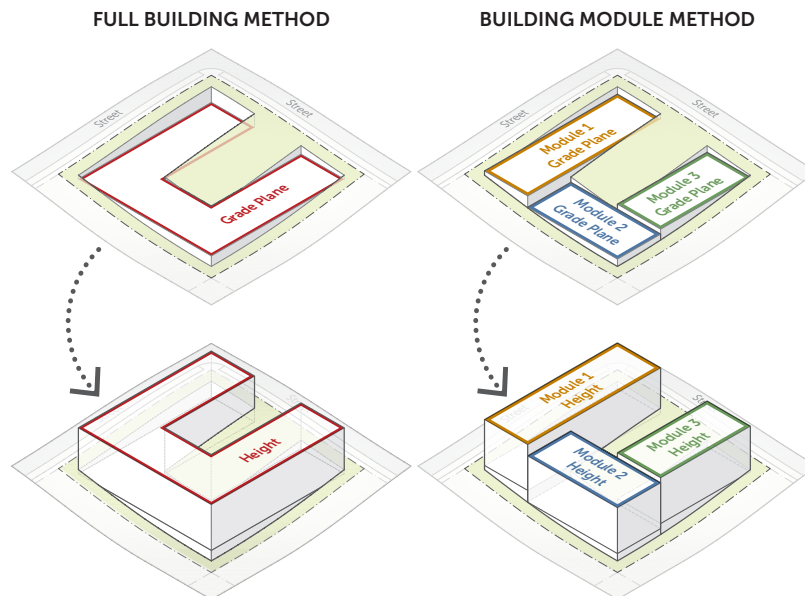 FULL BUILDING METHOD
BUILDING MODULE METHOD
Street
Street
Grade Plane
Street
Street
Module 1
Grade Plane
Module 3
Grade Plane
Module 2
Grade Plane
Height
Module 1
Height
Module 3
Height
Module 2
Height